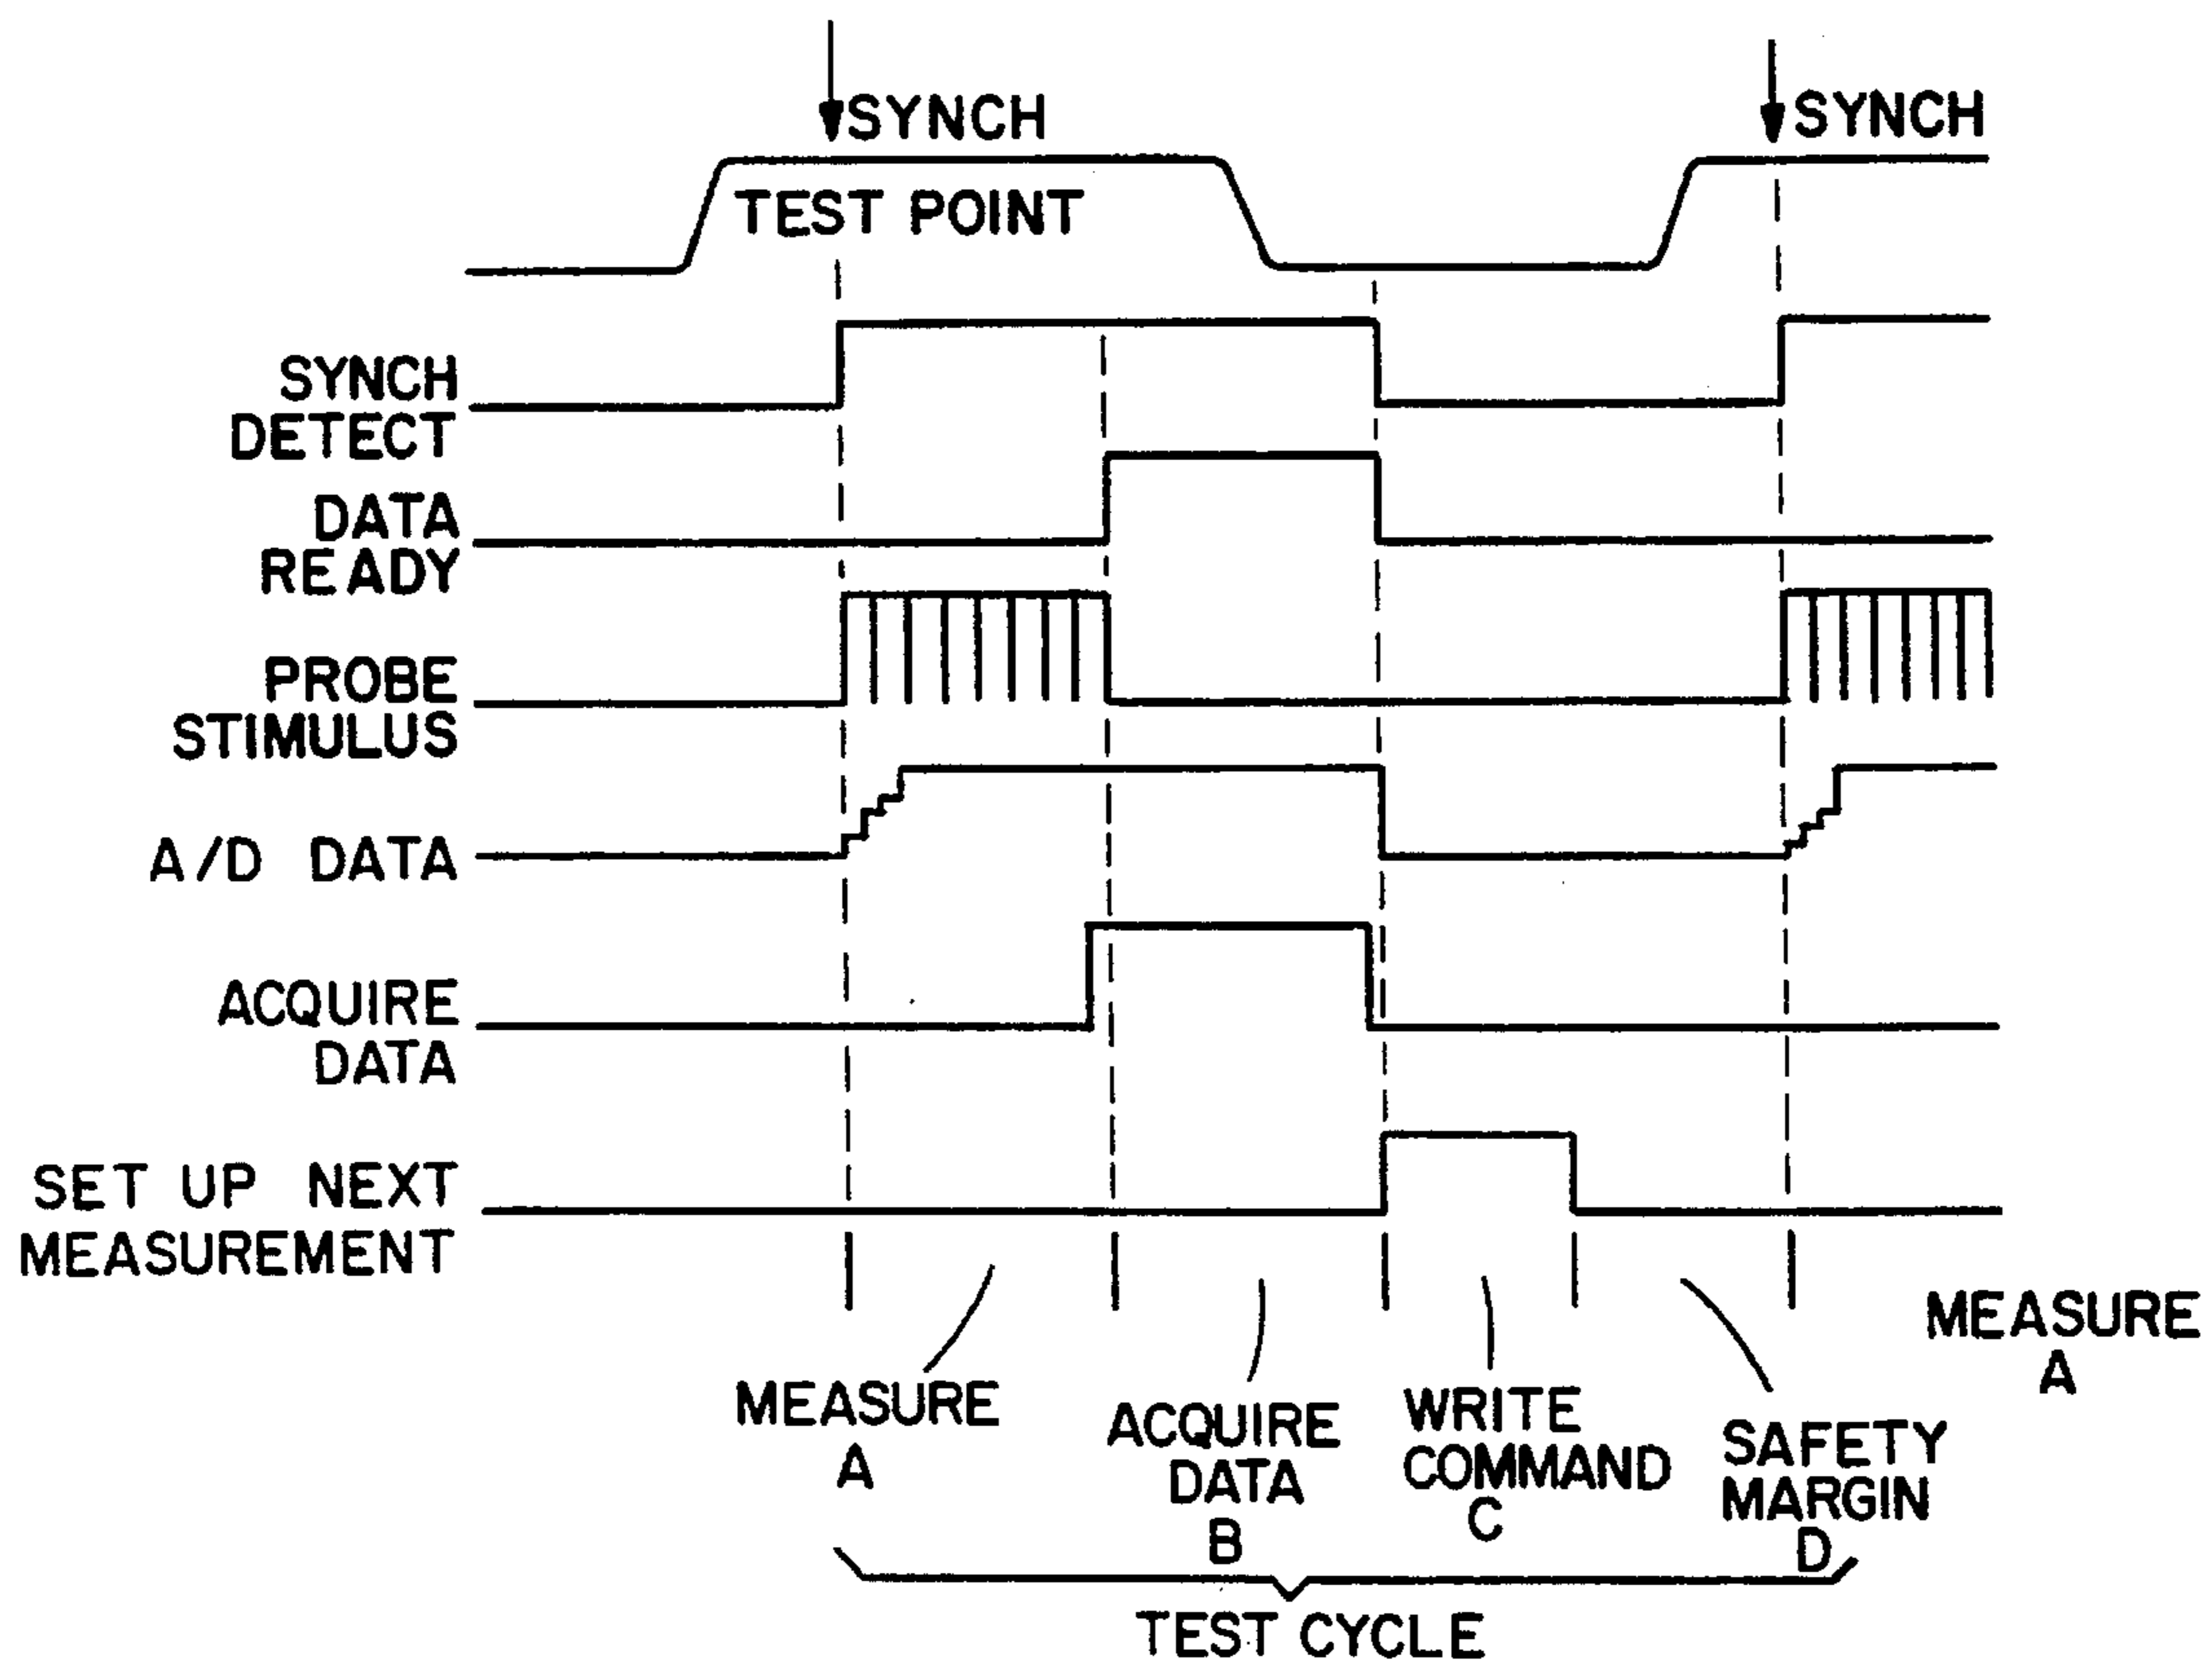 SYNCH
SYNCH
TEST POINT
SYNCH
DETECT
DATA
READY
PROBE
STIMULUS
A/D DATA
ACQUIRE
DATA
SET UP NEXT
MEASUREMENT
MEASURE
A
ACQUIRE
DATA
B
WRITE
COMMAND
C
SAFETY
MARGIN
D
MEASURE
A
TEST CYCLE